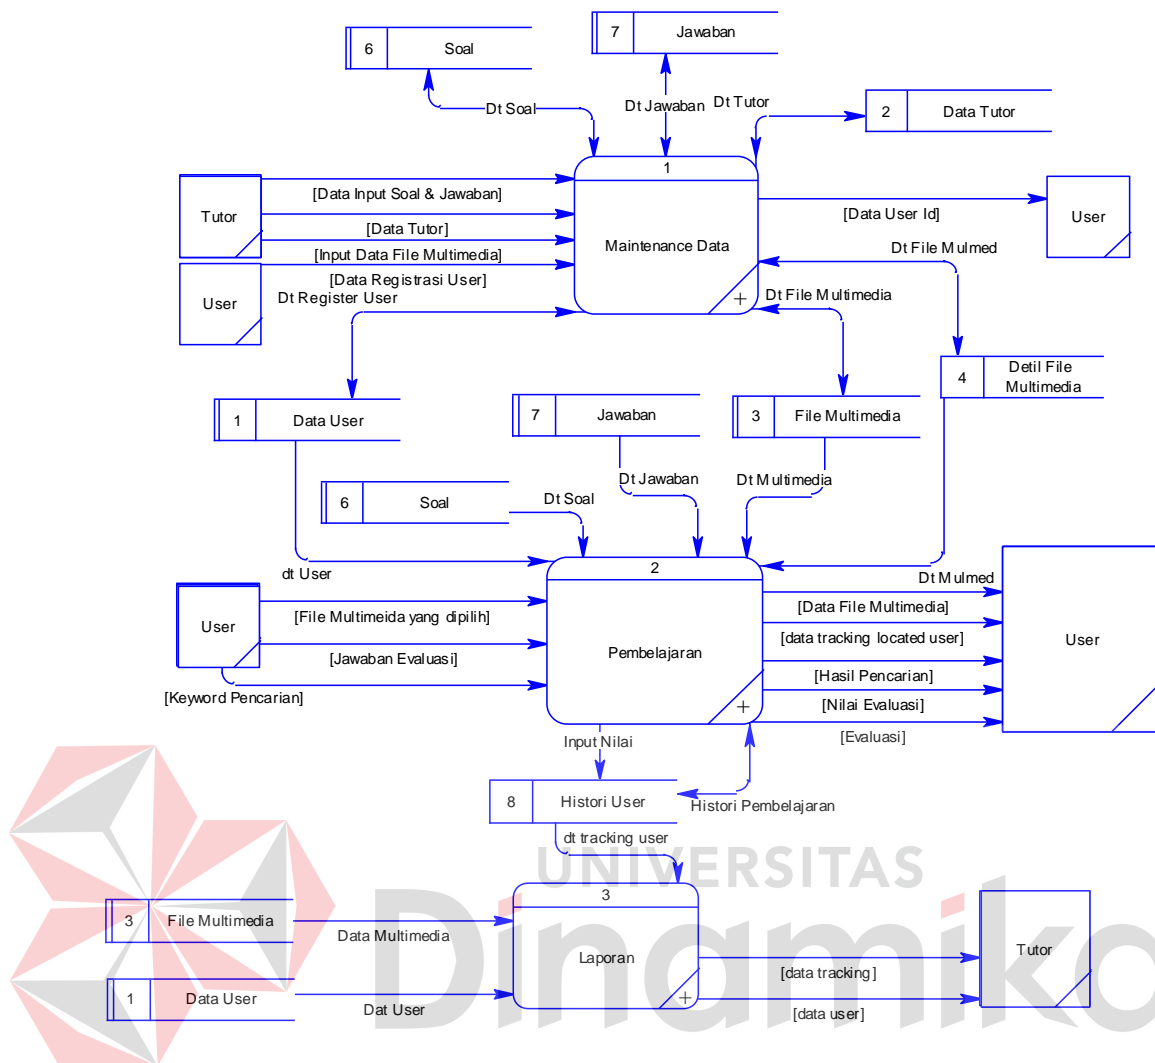 7
Jawaban
6
Soal
Dt Soal
Dt Jawaban
Dt Tutor
2
Data Tutor
1
Maintenance Data
+
Tutor
[Data Input Soal & Jawaban]
[Data Tutor]
[Input Data File Multimedia]
[Data Registrasi User]
User
Dt Register User
[Data User Id]
User
Dt File Mulmed
Dt File Multimedia
4
Detil File
Multimedia
1
Data User
7
Jawaban
3
File Multimedia
6
Soal
Dt Soal
Dt Jawaban
Dt Multimedia
dt User
Dt Mulmed
2
Pembelajaran
+
User
[File Multimeida yang dipilih]
[Jawaban Evaluasi]
[Keyword Pencarian]
[Data File Multimedia]
[data tracking located user]
[Hasil Pencarian]
[Nilai Evaluasi]
[Evaluasi]
User
Input Nilai
8
Histori User
Histori Pembelajaran
dt tracking user
UNIVERSITAS
Dinamika
3
Laporan
+
3
File Multimedia
Data Multimedia
1
Data User
Dat User
[data tracking]
[data user]
Tutor